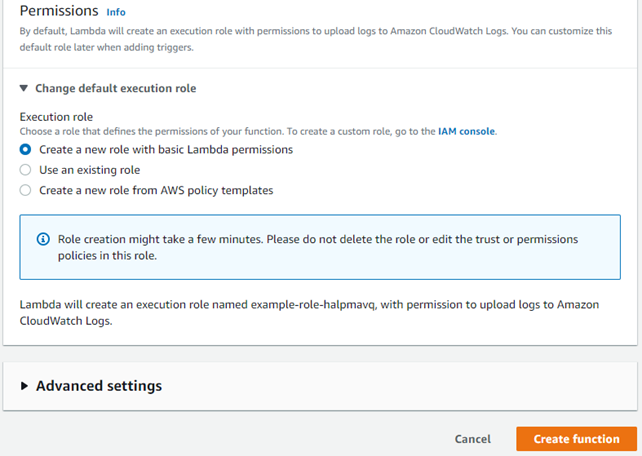 Permissions Info
By default, Lambda will create an execution role with permissions to upload logs to Amazon CloudWatch Logs. You can customize this
default role later when adding triggers.
Change default execution role
Execution role
Choose a role that defines the permissions of your function. To create a custom role, go to the IAM console.
Create a new role with basic Lambda permissions
Use an existing role
Create a new role from AWS policy templates
Role creation might take a few minutes. Please do not delete the role or edit the trust or permissions
policies in this role.
Lambda will create an execution role named example-role-halpmavq, with permission to upload logs to Amazon
CloudWatch Logs.
Advanced settings
Cancel Create function